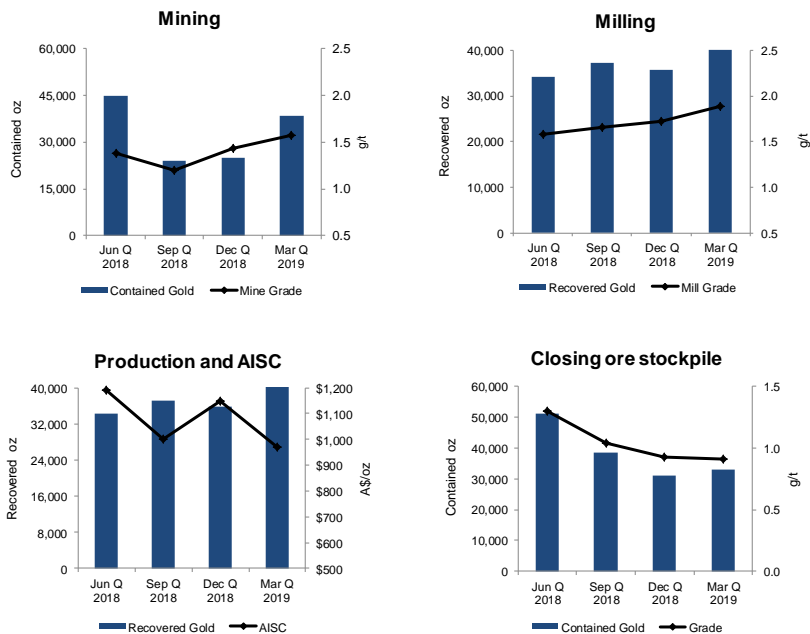 Mining
60,000
45,000
30,000
15,000
0
Contained oz
2.5
2.0
1.5
1.0
0.5
g/t
Jun Q 2018
Sep Q 2018
Dec Q 2018
Mar Q 2019
Contained Gold
Mine Grade
Milling
40,000
30,000
20,000
10,000
0
Recovered oz
2.5
2.0
1.5
1.0
0.5
g/t
Jun Q 2018
Sep Q 2018
Dec Q 2018
Mar Q 2019
Recovered Gold
Mill Grade
Production and AISC
40,000
32,000
24,000
16,000
8,000
0
Recovered oz
$1,200
$1,100
$1,000
$900
$800
$700
$600
$500
A$/oz
Jun Q 2018
Sep Q 2018
Dec Q 2018
Mar Q 2019
Recovered Gold
AISC
Closing ore stockpile
60,000
50,000
40,000
30,000
20,000
10,000
0
Contained oz
1.5
1.0
0.5
0.0
g/t
Jun Q 2018
Sep Q 2018
Dec Q 2018
Mar Q 2019
Contained Gold
Grade